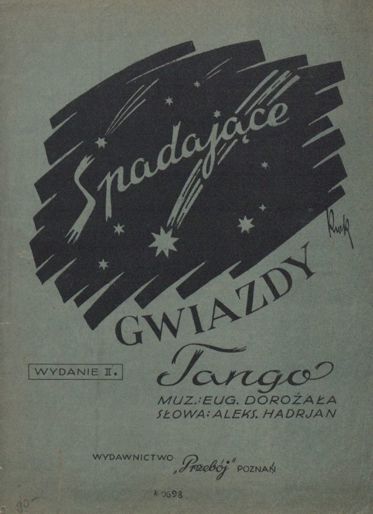 Spadające
GWIAZDY
Tango
WYDANIE II.
MUZ.: EUG. DOROŻAŁA
SŁOWA: ALEKS. HADRJAN
WYDAWNICTWO „Przebój” POZNAŃ